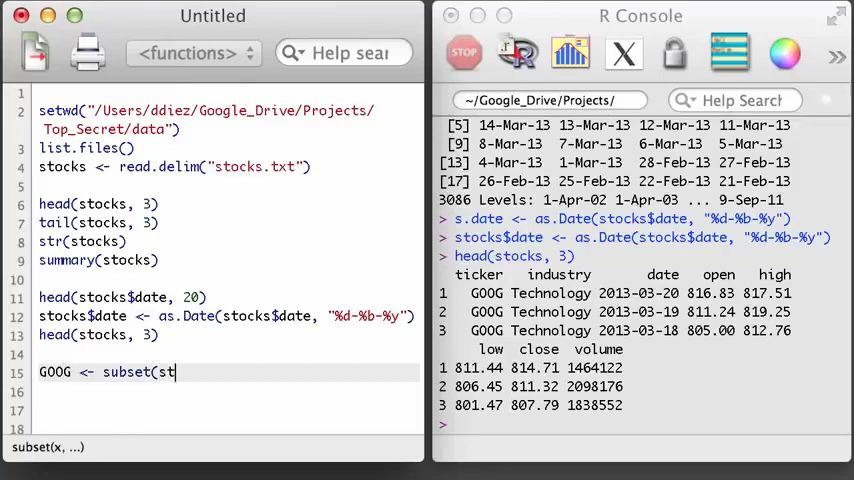 Untitled
<functions>
Help sear
1
2 setwd("/Users/ddiez/Google_Drive/Projects/
Top_Secret/data")
3 list.files()
4 stocks <- read.delim("stocks.txt")
5
6 head(stocks, 3)
7 tail(stocks, 3)
8 str(stocks)
9 summary(stocks)
10
11 head(stocks$date, 20)
12 stocks$date <- as.Date(stocks$date, "%d-%b-%y")
13 head(stocks, 3)
14
15 GOOG <- subset(st
16
17
18
subset(x, ...)
R Console
STOP
R
X
~/Google_Drive/Projects/
Help Search
[5] 14-Mar-13 13-Mar-13 12-Mar-13 11-Mar-13
[9] 8-Mar-13 7-Mar-13 6-Mar-13 5-Mar-13
[13] 4-Mar-13 1-Mar-13 28-Feb-13 27-Feb-13
[17] 26-Feb-13 25-Feb-13 22-Feb-13 21-Feb-13
3086 Levels: 1-Apr-02 1-Apr-03 ... 9-Sep-11
> s.date <- as.Date(stocks$date, "%d-%b-%y")
> stocks$date <- as.Date(stocks$date, "%d-%b-%y")
> head(stocks, 3)
ticker industry date open high
1 GOOG Technology 2013-03-20 816.83 817.51
2 GOOG Technology 2013-03-19 811.24 819.25
3 GOOG Technology 2013-03-18 805.00 812.76
low close volume
1 811.44 814.71 1464122
2 806.45 811.32 2098176
3 801.47 807.79 1838552
>